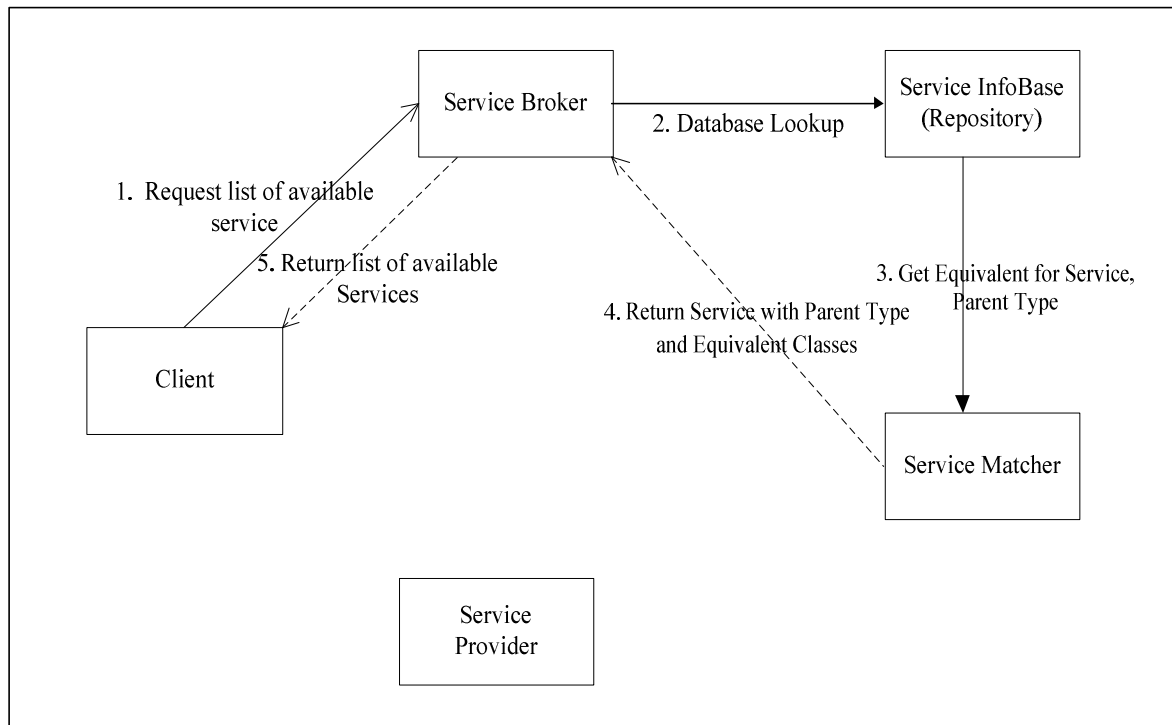 Service Broker
Service InfoBase
(Repository)
2. Database Lookup
1. Request list of available
service
5. Return list of available
Services
3. Get Equivalent for Service,
Parent Type
4. Return Service with Parent Type
and Equivalent Classes
Client
Service Matcher
Service
Provider